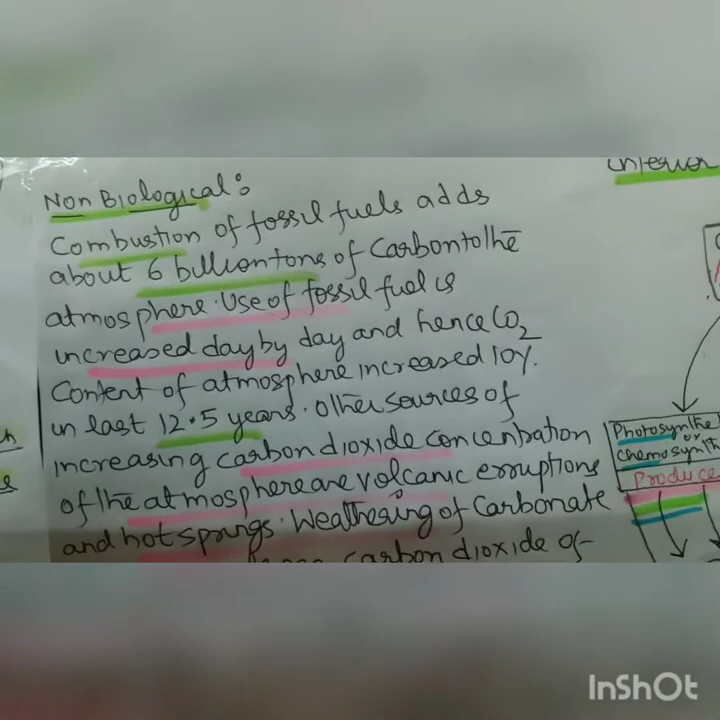 Non Biological:
Combustion of fossil fuels adds
about 6 billion tons of Carbon to the
atmosphere. Use of fossil fuel is
increased day by day and hence CO2
Content of atmosphere increased 10%.
in last 12.5 years. Other sources of
increasing carbon dioxide concentration
of the atmosphere are volcanic erruptions
and hot springs. Weathering of Carbonate
carbon dioxide of
Photosynthe
or
chemosynth
Produce
InShOt